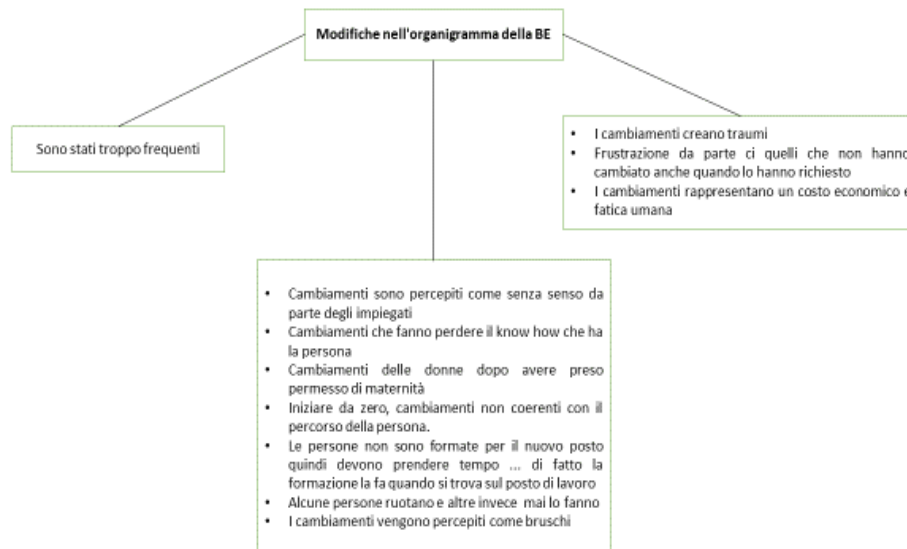 Modifiche nell'organigramma della BE
Sono stati troppo frequenti
• I cambiamenti creano traumi
• Frustrazione da parte ci quelli che non hanno
cambiato anche quando lo hanno richiesto
• I cambiamenti rappresentano un costo economico e
fatica umana
• Cambiamenti sono percepiti come senza senso da
parte degli impiegati
• Cambiamenti che fanno perdere il know how che ha
la persona
• Cambiamenti delle donne dopo avere preso
permesso di maternità
• Iniziare da zero, cambiamenti non coerenti con il
percorso della persona.
• Le persone non sono formate per il nuovo posto
quindi devono prendere tempo ... di fatto la
formazione la fa quando si trova sul posto di lavoro
• Alcune persone ruotano e altre invece mai lo fanno
• I cambiamenti vengono percepiti come bruschi